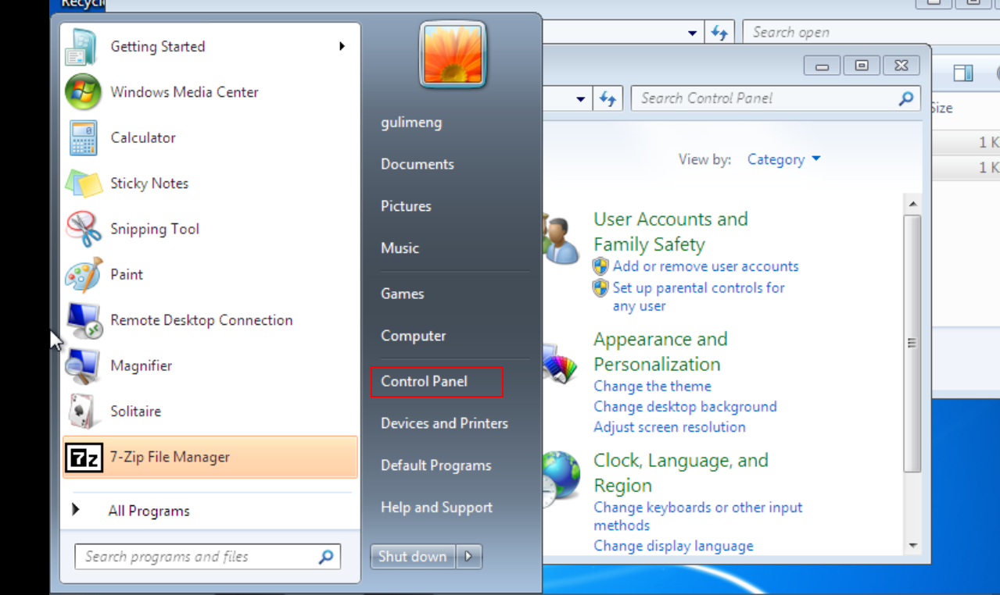 Recycl
Getting Started
Windows Media Center
Calculator
Sticky Notes
Snipping Tool
Paint
Remote Desktop Connection
Magnifier
Solitaire
7z
7-Zip File Manager
All Programs
Search programs and files
gulimeng
Documents
Pictures
Music
Games
Computer
Control Panel
Devices and Printers
Default Programs
Help and Support
Shut down
Search open
Search Control Panel
View by: Category
User Accounts and
Family Safety
Add or remove user accounts
Set up parental controls for
any user
Appearance and
Personalization
Change the theme
Change desktop background
Adjust screen resolution
Clock, Language, and
Region
Change keyboards or other input
methods
Change display language
Size
1 K
1 K